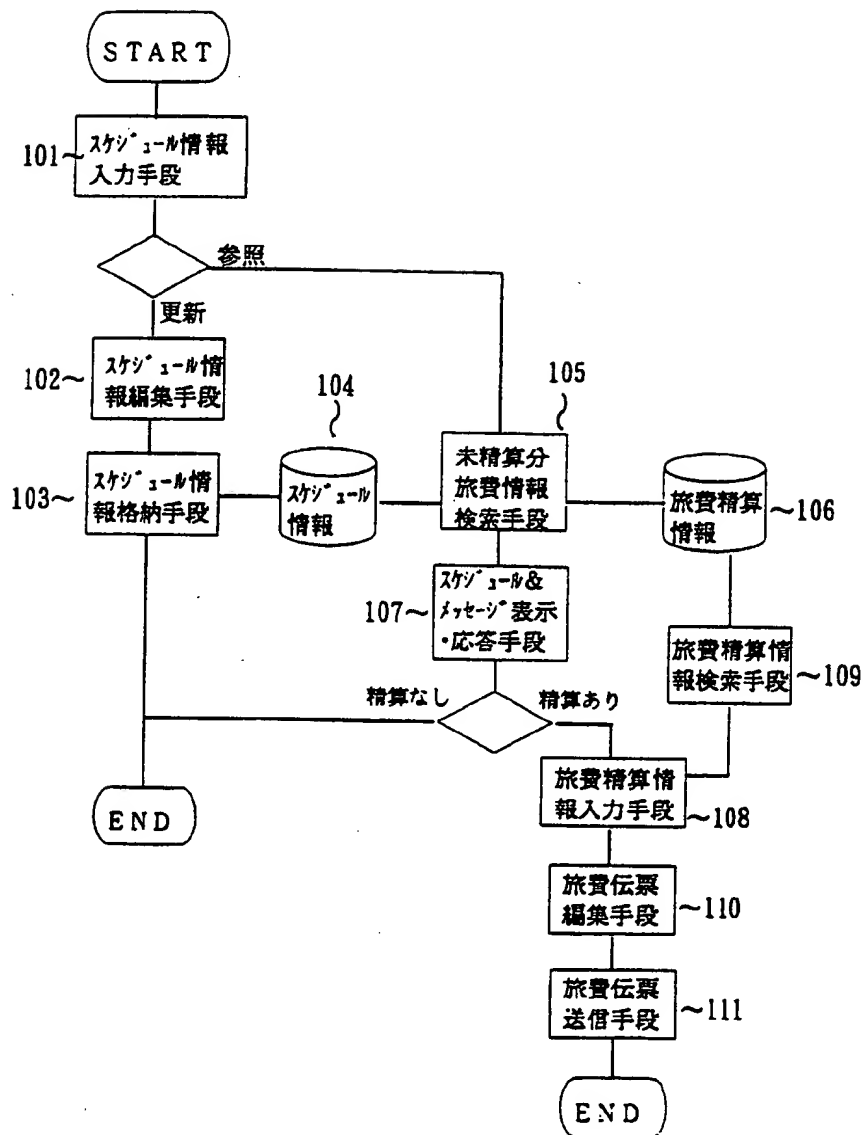 START
101~
スケジュール情報
入力手段
参照
更新
102~
スケジュール情
報編集手段
104
105
103~
スケジュール情
報格納手段
スケジュール
情報
未精算分
旅費情報
検索手段
旅費精算
情報
~106
107~
スケジュール&
メッセージ表示
・応答手段
旅費精算情
報検索手段
~109
精算なし
精算あり
END
旅費精算情
報入力手段
~108
旅費伝票
編集手段
~110
旅費伝票
送信手段
~111
END